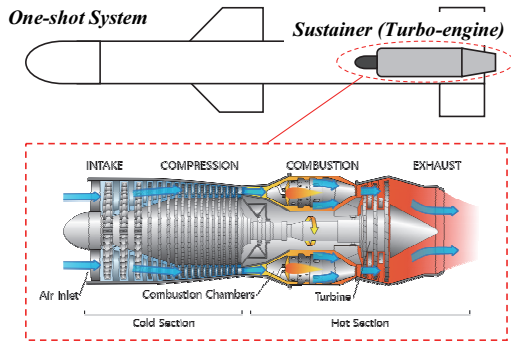 One-shot System
Sustainer (Turbo-engine)
INTAKE COMPRESSION COMBUSTION EXHAUST
Air Inlet Combustion Chambers Turbine
Cold Section Hot Section